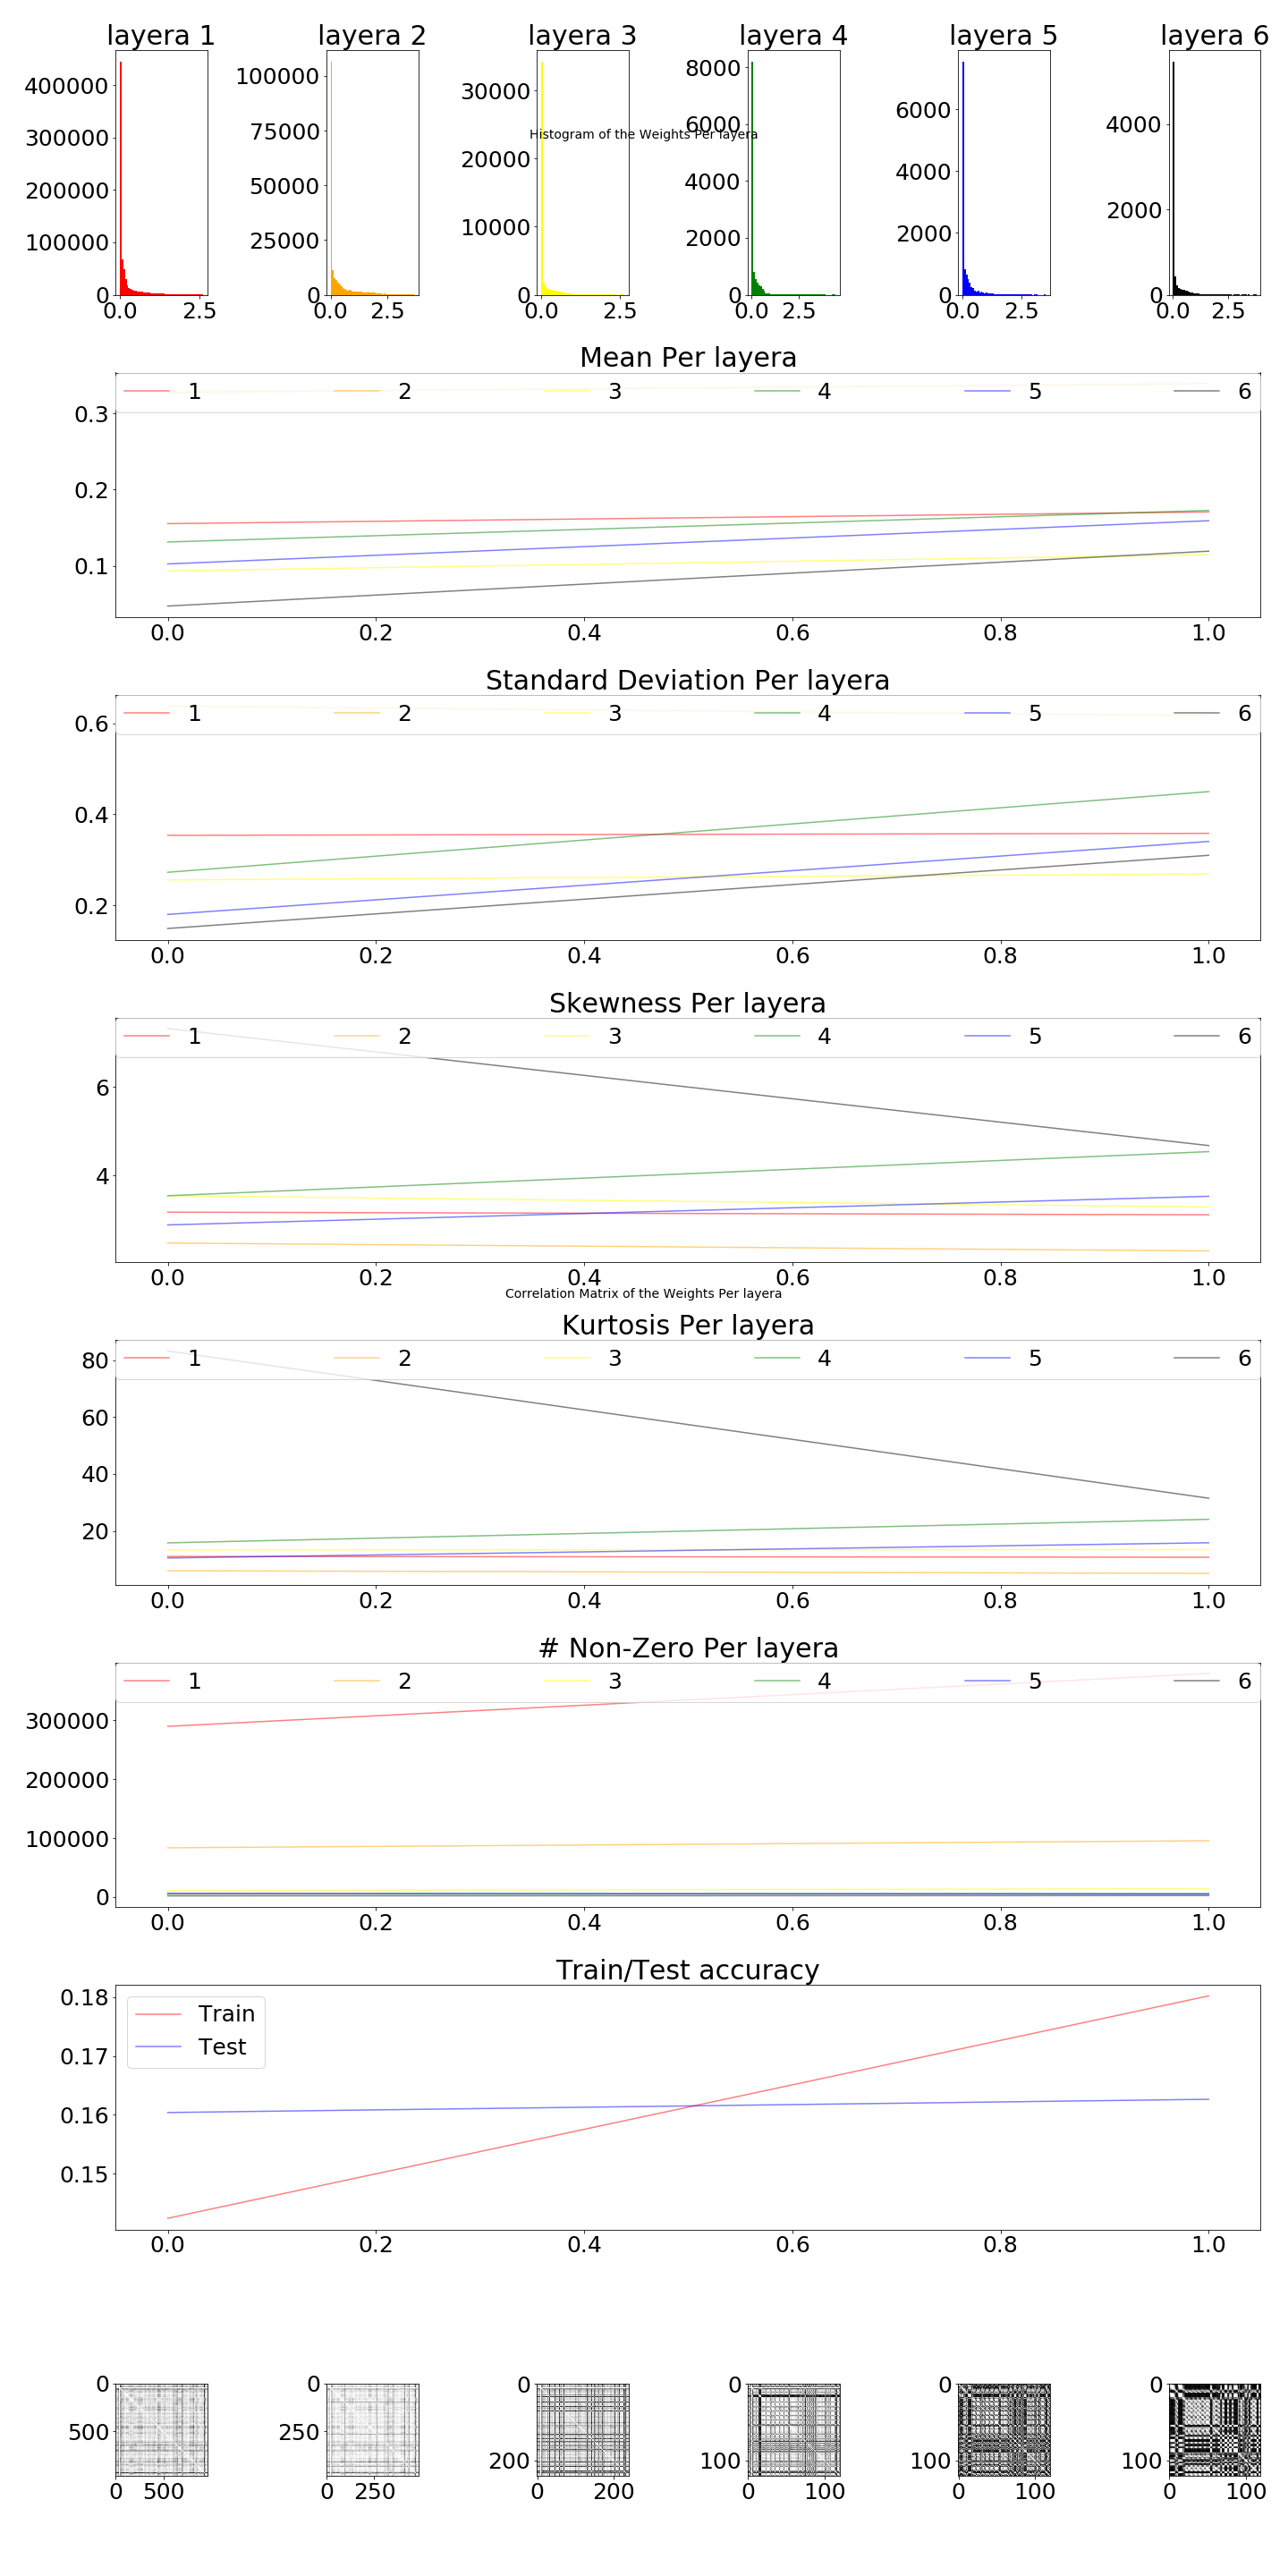 layera 1 layera 2 layera 3 layera 4 layera 5 layera 6
400000 300000 200000 100000 0
0.0 2.5
100000 75000 50000 25000 0
0.0 2.5
30000 20000 10000 0
0.0 2.5
8000 6000 4000 2000 0
0.0 2.5
6000 4000 2000 0
0.0 2.5
4000 2000 0
0.0 2.5
Histogram of the Weights Per layera
Mean Per layera
1 2 3 4 5 6
0.3
0.2
0.1
0.0 0.2 0.4 0.6 0.8 1.0
Standard Deviation Per layera
1 2 3 4 5 6
0.6
0.4
0.2
0.0 0.2 0.4 0.6 0.8 1.0
Skewness Per layera
1 2 3 4 5 6
6
4
0.0 0.2 0.4 0.6 0.8 1.0
Correlation Matrix of the Weights Per layera
Kurtosis Per layera
1 2 3 4 5 6
80
60
40
20
0.0 0.2 0.4 0.6 0.8 1.0
# Non-Zero Per layera
1 2 3 4 5 6
300000
200000
100000
0
0.0 0.2 0.4 0.6 0.8 1.0
Train/Test accuracy
Train
Test
0.18
0.17
0.16
0.15
0.0 0.2 0.4 0.6 0.8 1.0
0 0 0 0 0 0
500 250 200 100 100 100
0 500 0 250 0 200 0 100 0 100 0 100